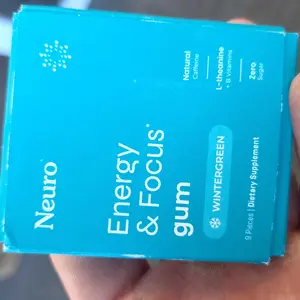 Neuro
Energy
& Focus*
gum
WINTERGREEN
9 Pieces | Dietary Supplement
Natural
Caffeine
L-theanine
+ B Vitamins
Zero
Sugar